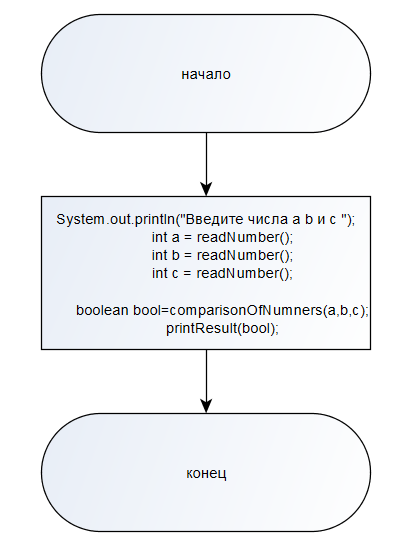 начало
System.out.println("Введите числа a b и c ");
int a = readNumber();
int b = readNumber();
int c = readNumber();
boolean bool=comparisonOfNumners(a,b,c);
printResult(bool);
конец